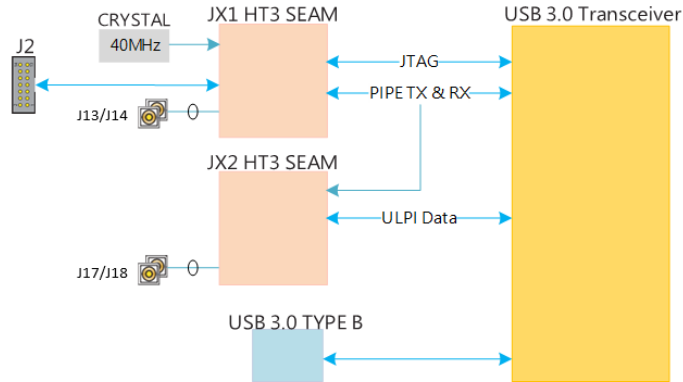 CRYSTAL
40MHz
JX1 HT3 SEAM
USB 3.0 Transceiver
J2
JTAG
PIPE TX & RX
J13/J14
JX2 HT3 SEAM
ULPI Data
J17/J18
USB 3.0 TYPE B